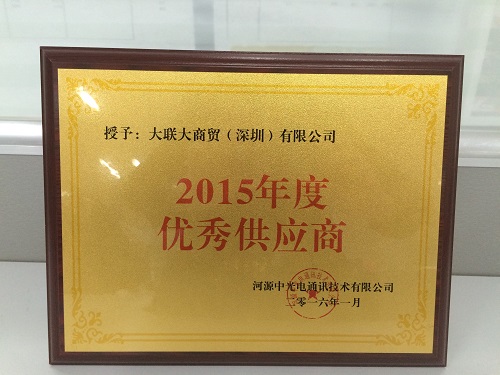 授予：大联大商贸（深圳）有限公司
2015年度
优秀供应商
河源中光电通讯技术有限公司
二零一六年一月